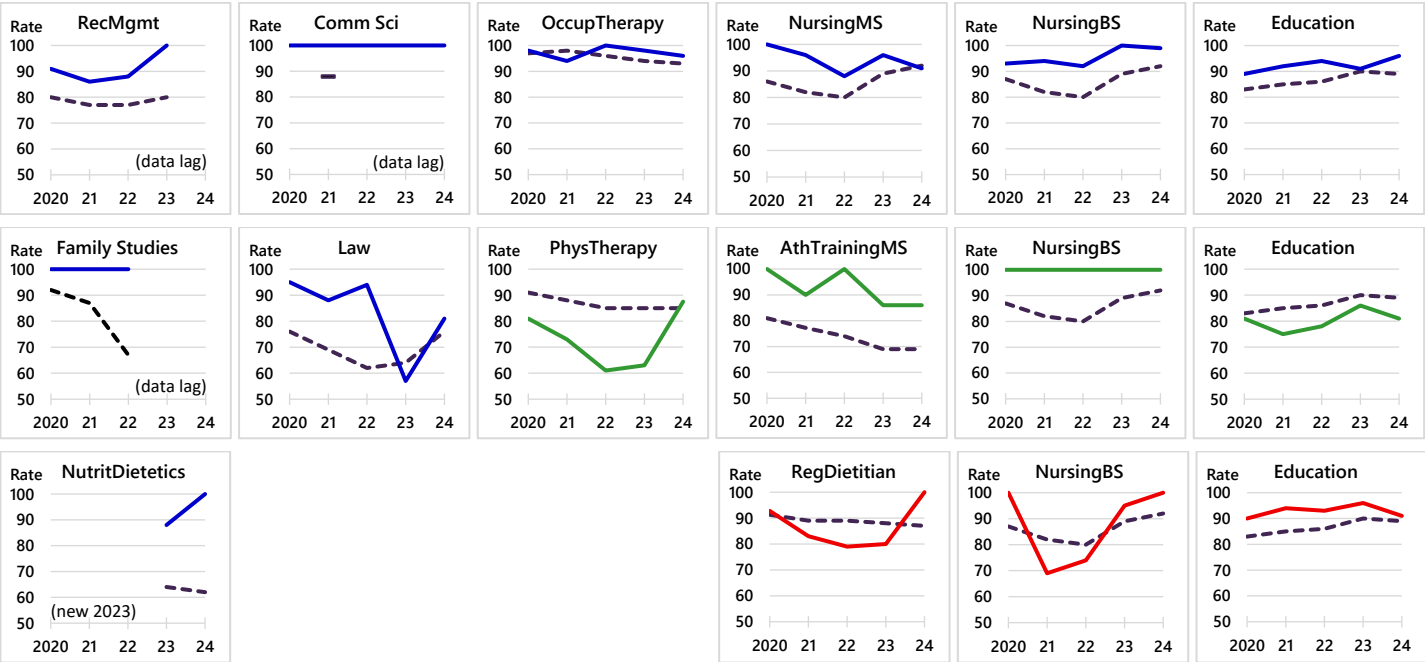 RecMgmt
Rate
100
90
80
70
60
50
(data lag)
2020 21 22 23 24
Comm Sci
Rate
100
90
80
70
60
50
(data lag)
2020 21 22 23 24
OccupTherapy
Rate
100
90
80
70
60
50
2020 21 22 23 24
NursingMS
Rate
100
90
80
70
60
50
2020 21 22 23 24
NursingBS
Rate
100
90
80
70
60
50
2020 21 22 23 24
Education
Rate
100
90
80
70
60
50
2020 21 22 23 24
Family Studies
Rate
100
90
80
70
60
50
(data lag)
2020 21 22 23 24
Law
Rate
100
90
80
70
60
50
2020 21 22 23 24
PhysTherapy
Rate
100
90
80
70
60
50
2020 21 22 23 24
AthTrainingMS
Rate
100
90
80
70
60
50
2020 21 22 23 24
NursingBS
Rate
100
90
80
70
60
50
2020 21 22 23 24
Education
Rate
100
90
80
70
60
50
2020 21 22 23 24
NutritDietetics
Rate
100
90
80
70
60
(new 2023)
50
2020 21 22 23 24
RegDietitian
Rate
100
90
80
70
60
50
2020 21 22 23 24
NursingBS
Rate
100
90
80
70
60
50
2020 21 22 23 24
Education
Rate
100
90
80
70
60
50
2020 21 22 23 24